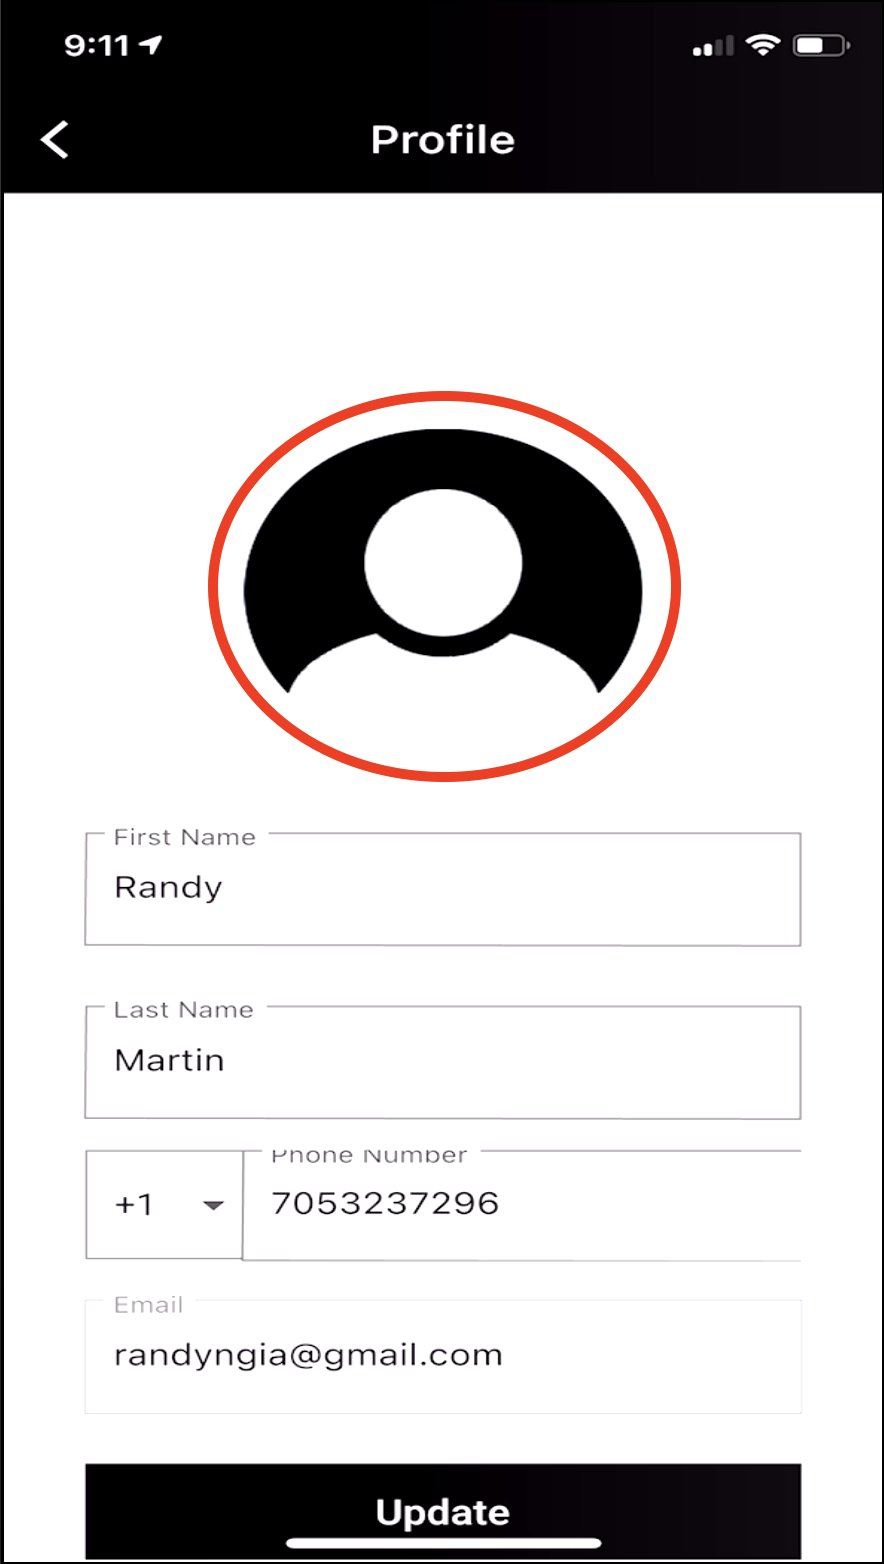 9:11
Profile
First Name
Randy
Last Name
Martin
Phone Number
+1 7053237296
Email
randyngia@gmail.com
Update